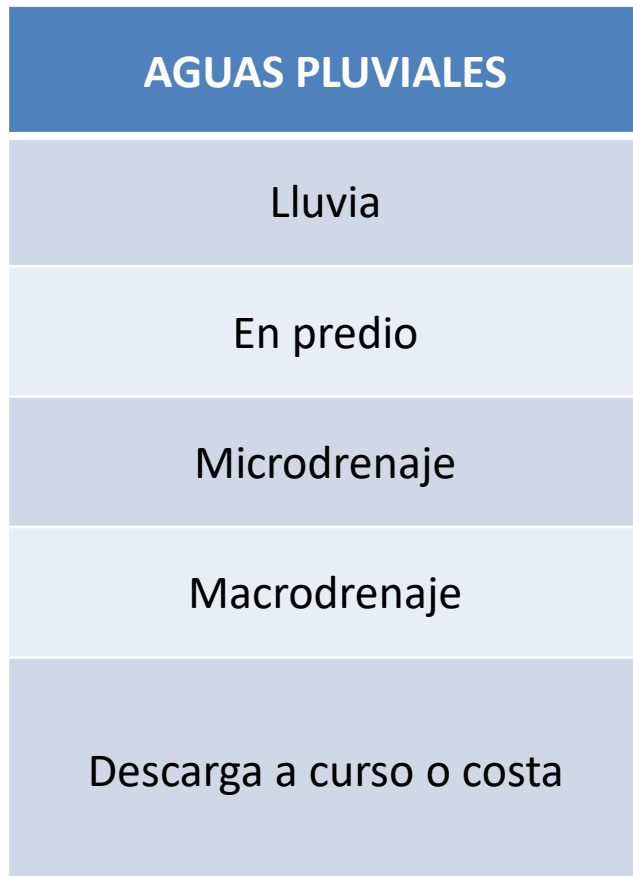 AGUAS PLUVIALES
Lluvia
En predio
Microdrenaje
Macrodrenaje
Descarga a curso o costa